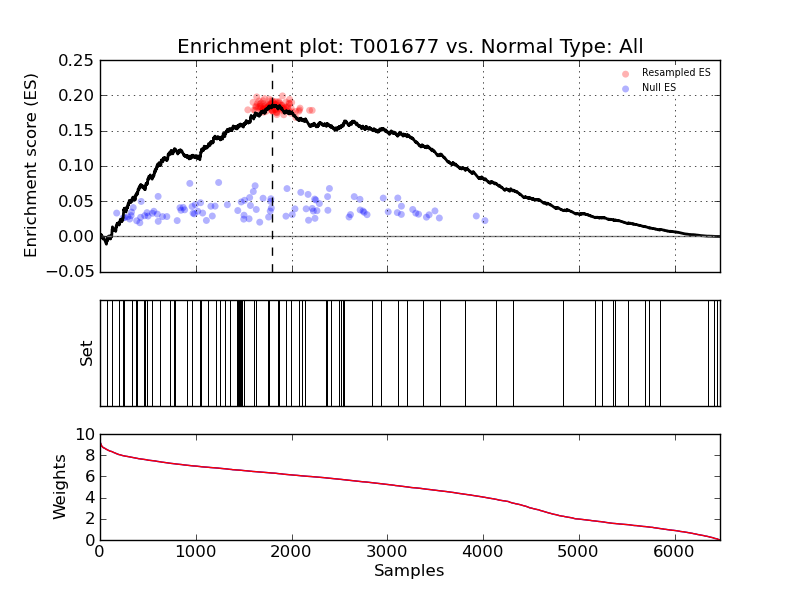 Enrichment plot: T001677 vs. Normal Type: All
0.25
0.20
0.15
0.10
0.05
0.00
−0.05
Enrichment score (ES)
Resampled ES
Null ES
Set
10
8
6
4
2
0
Weights
0 1000 2000 3000 4000 5000 6000
Samples